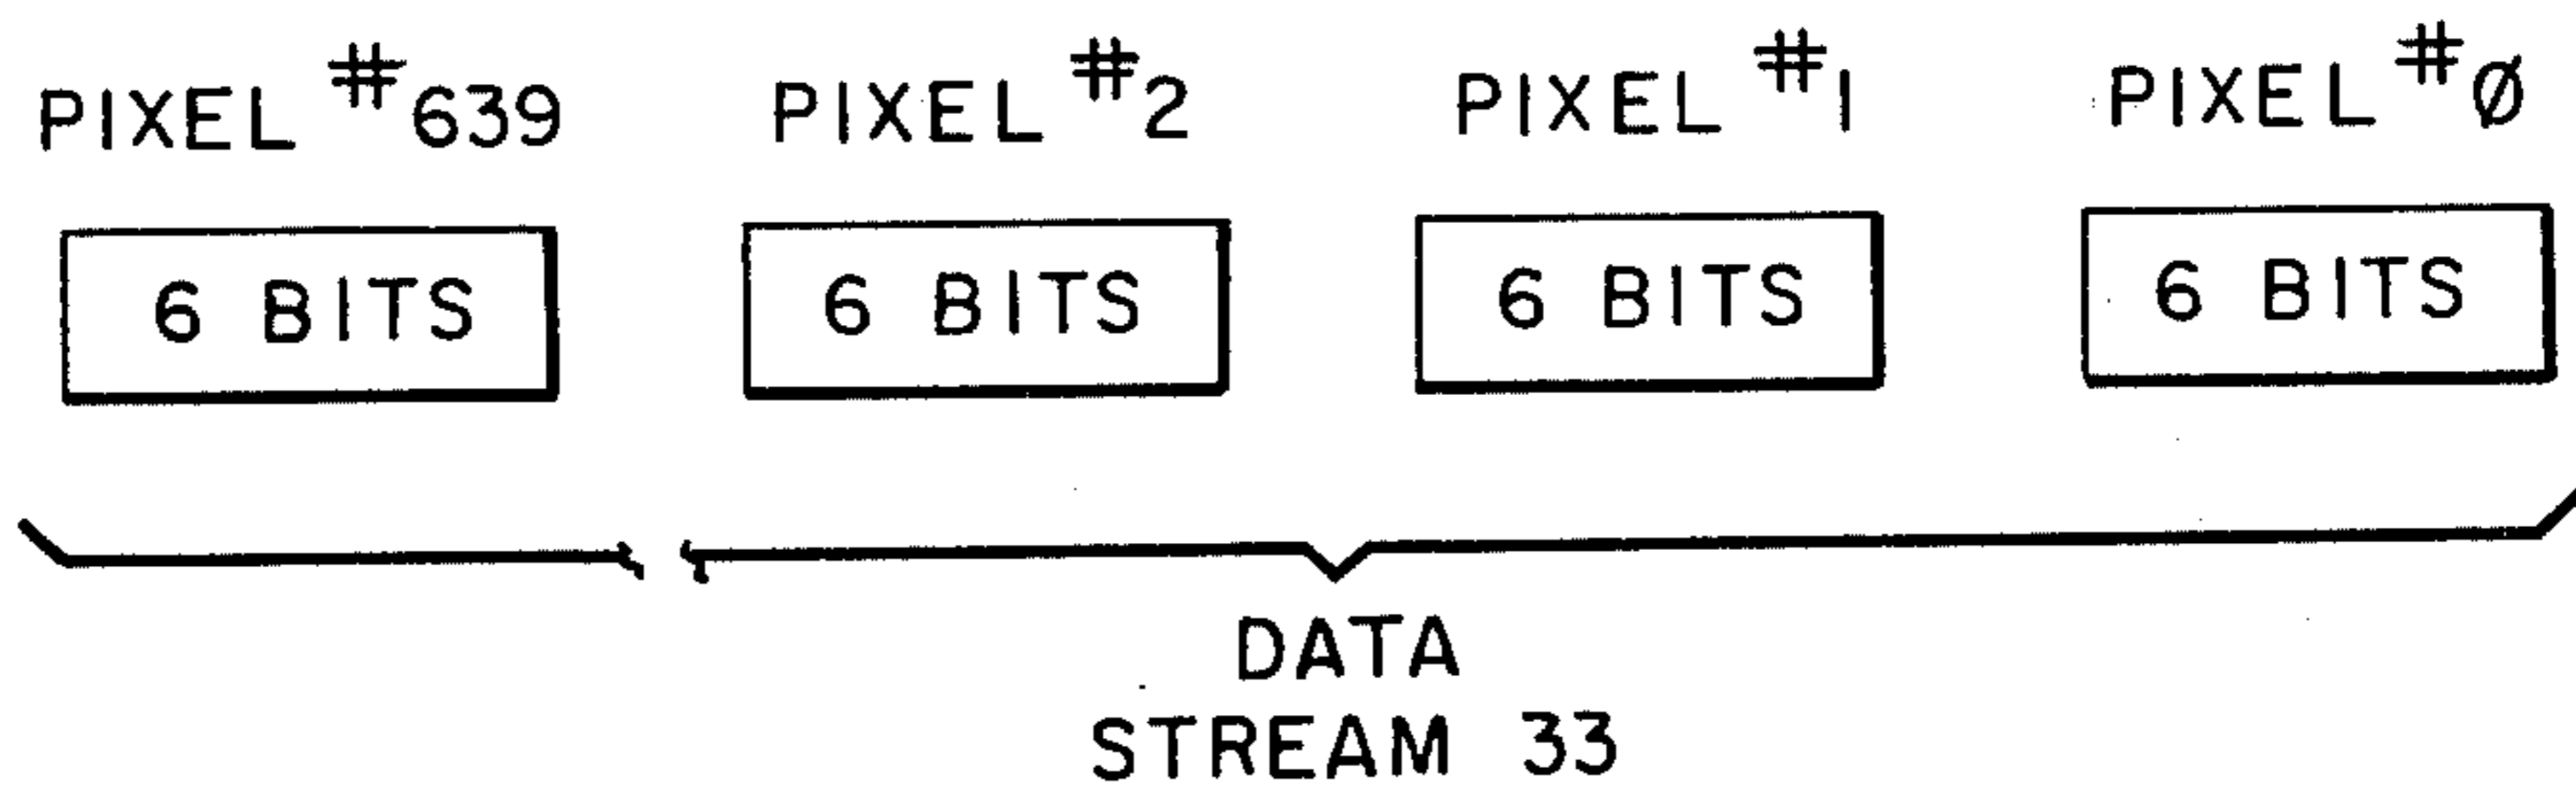 PIXEL #639 PIXEL #2 PIXEL #1 PIXEL #Ø
6 BITS 6 BITS 6 BITS 6 BITS
DATA
STREAM 33